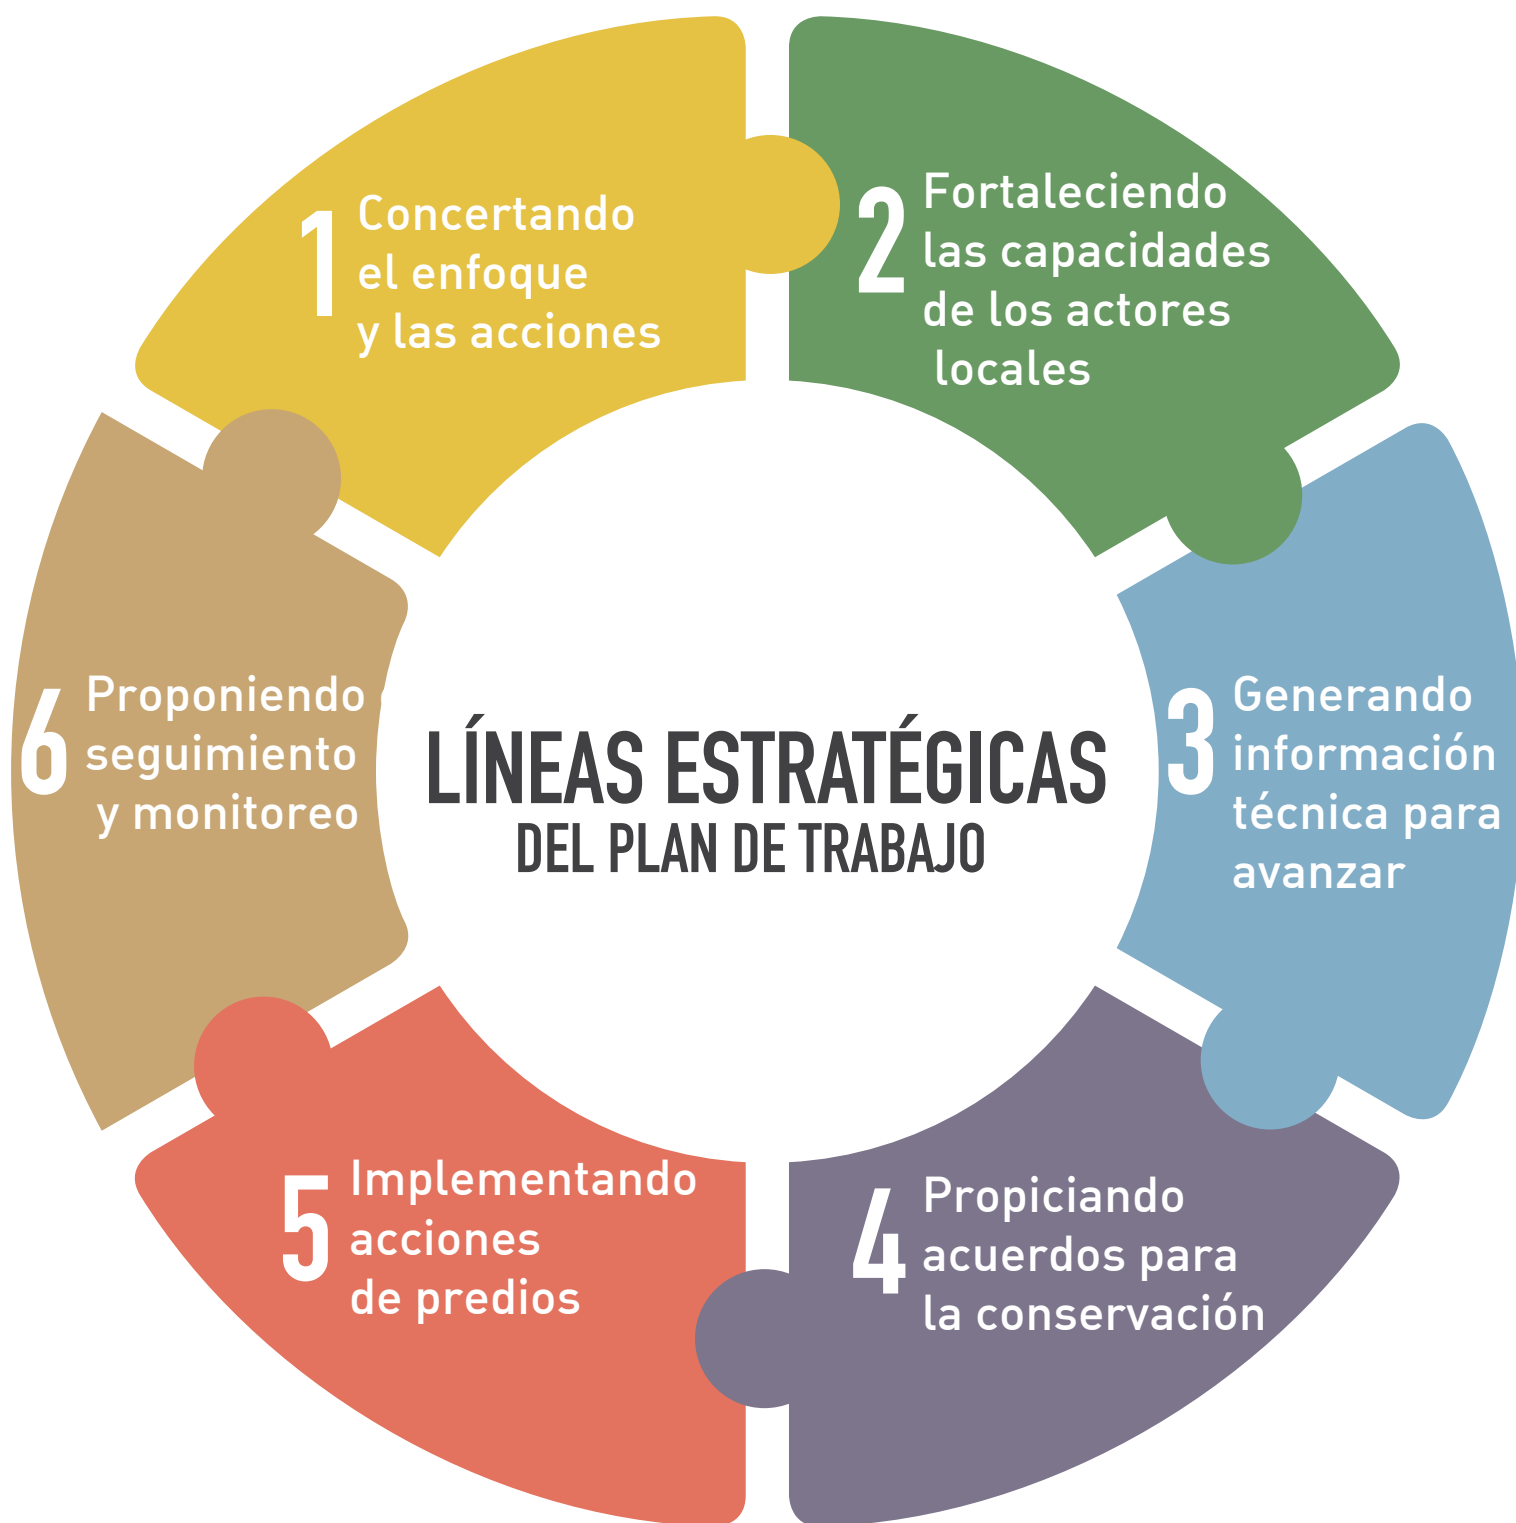 1 Concertando
el enfoque
y las acciones
2 Fortaleciendo
las capacidades
de los actores
locales
3 Generando
información
técnica para
avanzar
4 Propiciando
acuerdos para
la conservación
5 Implementando
acciones
de predios
6 Proponiendo
seguimiento
y monitoreo
LÍNEAS ESTRATÉGICAS
DEL PLAN DE TRABAJO